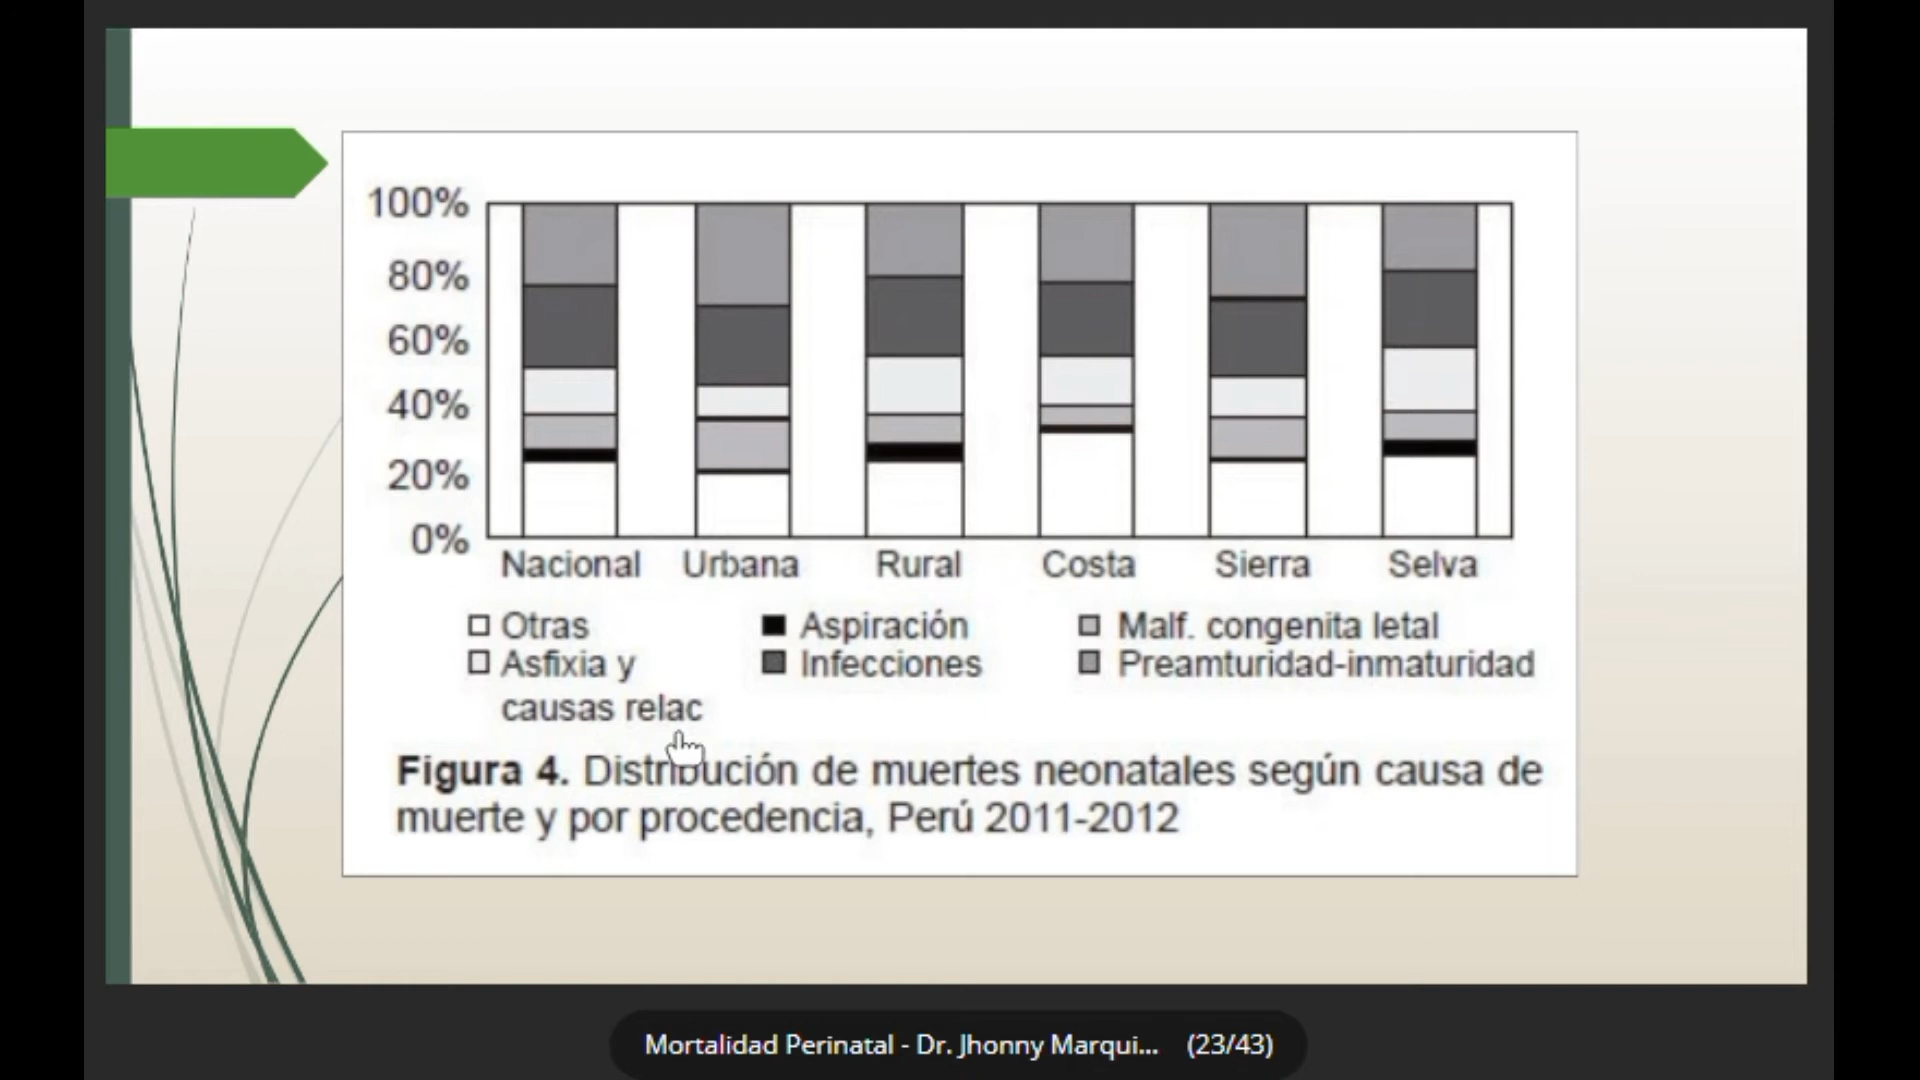 100%
80%
60%
40%
20%
0%
Nacional Urbana Rural Costa Sierra Selva
Otras Aspiración Malf. congenita letal
Asfixia y Infecciones Preamturidad-inmaturidad
causas relac
Figura 4. Distribución de muertes neonatales según causa de
muerte y por procedencia, Perú 2011-2012
Mortalidad Perinatal - Dr. Jhonny Marqui... (23/43)